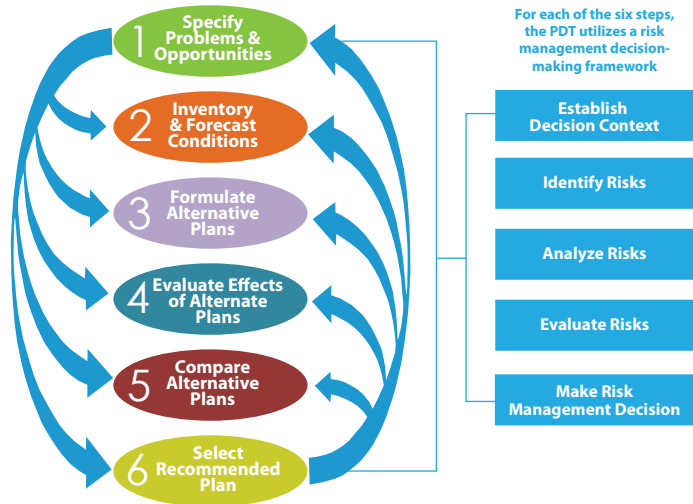 1
Specify
Problems &
Opportunities
2
Inventory
& Forecast
Conditions
3
Formulate
Alternative
Plans
4
Evaluate Effects
of Alternate
Plans
5
Compare
Alternative
Plans
6
Select
Recommended
Plan
For each of the six steps,
the PDT utilizes a risk
management decision-
making framework
Establish
Decision Context
Identify Risks
Analyze Risks
Evaluate Risks
Make Risk
Management Decision